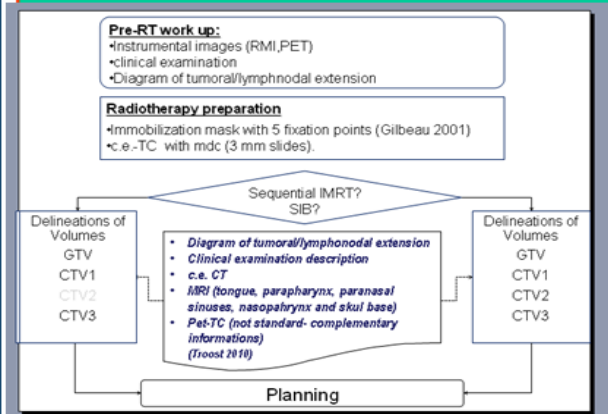 Pre-RT work up:
•Instrumental images (RMI,PET)
•clinical examination
•Diagram of tumoral/lymphnodal extension
Radiotherapy preparation
•Immobilization mask with 5 fixation points (Gilbeau 2001)
•c.e.-TC with mdc (3 mm slides).
Sequential IMRT?
SIB?
Delineations of
Volumes
GTV
CTV1
CTV2
CTV3
• Diagram of tumoral/lymphonodal extension
• Clinical examination description
• c.e. CT
• MRI (tongue, parapharynx, paranasal
sinuses, nasopahrynx and skul base)
• Pet-TC (not standard- complementary
informations)
(Troost 2010)
Delineations of
Volumes
GTV
CTV1
CTV2
CTV3
Planning